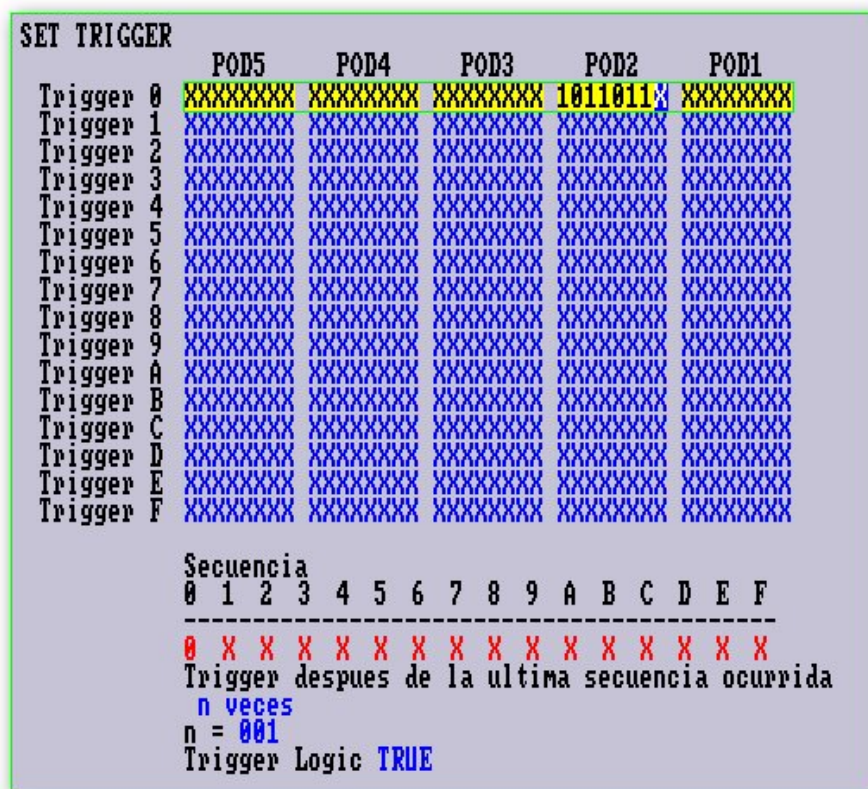 SET TRIGGER
POD5 POD4 POD3 POD2 POD1
Trigger 0 XXXXXXXX XXXXXXXX XXXXXXXX 1011011X XXXXXXXX
Trigger 1 XXXXXXXX XXXXXXXX XXXXXXXX XXXXXXXX XXXXXXXX
Trigger 2 XXXXXXXX XXXXXXXX XXXXXXXX XXXXXXXX XXXXXXXX
Trigger 3 XXXXXXXX XXXXXXXX XXXXXXXX XXXXXXXX XXXXXXXX
Trigger 4 XXXXXXXX XXXXXXXX XXXXXXXX XXXXXXXX XXXXXXXX
Trigger 5 XXXXXXXX XXXXXXXX XXXXXXXX XXXXXXXX XXXXXXXX
Trigger 6 XXXXXXXX XXXXXXXX XXXXXXXX XXXXXXXX XXXXXXXX
Trigger 7 XXXXXXXX XXXXXXXX XXXXXXXX XXXXXXXX XXXXXXXX
Trigger 8 XXXXXXXX XXXXXXXX XXXXXXXX XXXXXXXX XXXXXXXX
Trigger 9 XXXXXXXX XXXXXXXX XXXXXXXX XXXXXXXX XXXXXXXX
Trigger A XXXXXXXX XXXXXXXX XXXXXXXX XXXXXXXX XXXXXXXX
Trigger B XXXXXXXX XXXXXXXX XXXXXXXX XXXXXXXX XXXXXXXX
Trigger C XXXXXXXX XXXXXXXX XXXXXXXX XXXXXXXX XXXXXXXX
Trigger D XXXXXXXX XXXXXXXX XXXXXXXX XXXXXXXX XXXXXXXX
Trigger E XXXXXXXX XXXXXXXX XXXXXXXX XXXXXXXX XXXXXXXX
Trigger F XXXXXXXX XXXXXXXX XXXXXXXX XXXXXXXX XXXXXXXX
Secuencia
0 1 2 3 4 5 6 7 8 9 A B C D E F
0 X X X X X X X X X X X X X X X
Trigger despues de la ultima secuencia ocurrida
n veces
n = 001
Trigger Logic TRUE